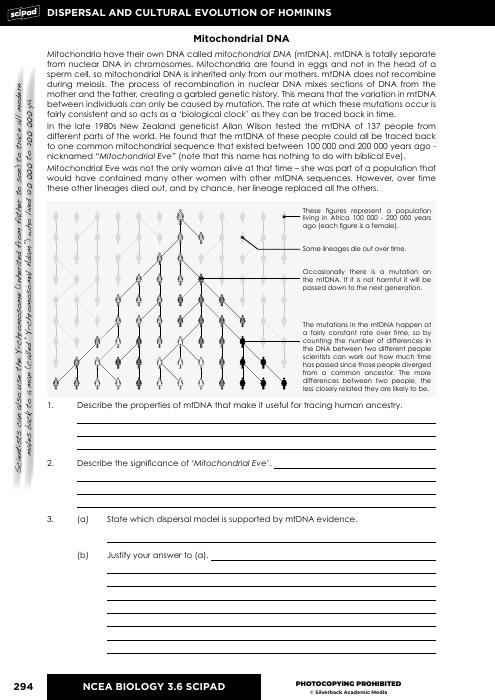 scipad DISPERSAL AND CULTURAL EVOLUTION OF HOMININS
Mitochondrial DNA
Mitochondria have their own DNA called mitochondrial DNA (mtDNA). mtDNA is totally separate
from nuclear DNA in chromosomes. Mitochondria are found in eggs and not in the head of a
sperm cell, so mitochondrial DNA is inherited only from our mothers. mtDNA does not recombine
during meiosis. The process of recombination in nuclear DNA makes sections of DNA from the
mother and the father, creating a garbled genetic history. This means that the variation in mtDNA
between individuals can only be caused by mutation. The rate at which these mutations occur is
fairly consistent and so acts as a 'biological clock' as they can be traced back in time.
In the late 1980s New Zealand geneticist Allan Wilson tested the mtDNA of 137 people from
different parts of the world. He found that the mtDNA of these people could all be traced back
to one common mitochondrial sequence that existed between 100 000 and 200 000 years ago -
nicknamed "Mitochondrial Eve" (note that this name has nothing to do with biblical Eve).
Mitochondrial Eve was not the only woman alive at that time – she was part of a population that
would have contained many other women with other mtDNA sequences. However, over time
these other lineages died out, and by chance, her lineage replaced all the others.
Scientists can also use the Y-chromosome (inherited from father to son) to trace all modern
males back to a man (called "Y-chromosomal Adam") who lived 120 000 to 200 000 ya
These figures represent a population
living in Africa 100 000 - 200 000 years
ago (each figure is a female).
Some lineages die out over time.
Occasionally there is a mutation on
the mtDNA. If it is not harmful it will be
passed down to the next generation.
The mutations in the mtDNA happen at
a fairly constant rate over time, so by
counting the number of differences in
the DNA between two different people
scientists can work out how much time
has passed since those people diverged
from a common ancestor. The more
differences between two people, the
less closely related they are likely to be.
1. Describe the properties of mtDNA that make it useful for tracing human ancestry.
2. Describe the significance of 'Mitochondrial Eve'.
3. (a) State which dispersal model is supported by mtDNA evidence.
(b) Justify your answer to (a).
294 NCEA BIOLOGY 3.6 SCIPAD PHOTOCOPYING PROHIBITED
© Silverback Academic Media